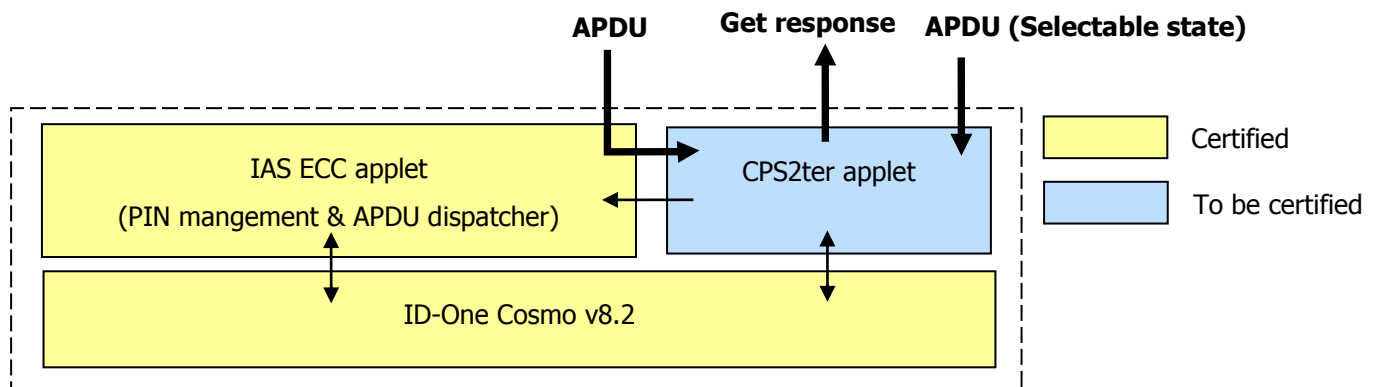 APDU
Get response
APDU (Selectable state)
IAS ECC applet
(PIN mangement & APDU dispatcher)
CPS2ter applet
ID-One Cosmo v8.2
Certified
To be certified